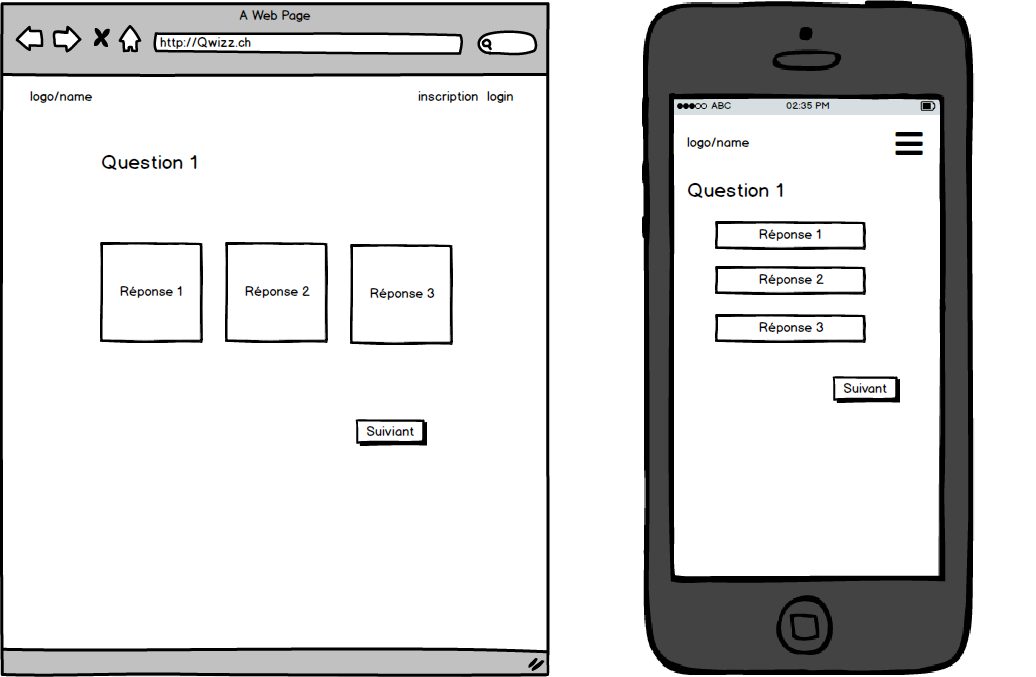 A Web Page
http://Qwizz.ch
logo/name
inscription login
Question 1
Réponse 1
Réponse 2
Réponse 3
Suiviant
ABC
02:35 PM
logo/name
Question 1
Réponse 1
Réponse 2
Réponse 3
Suivant